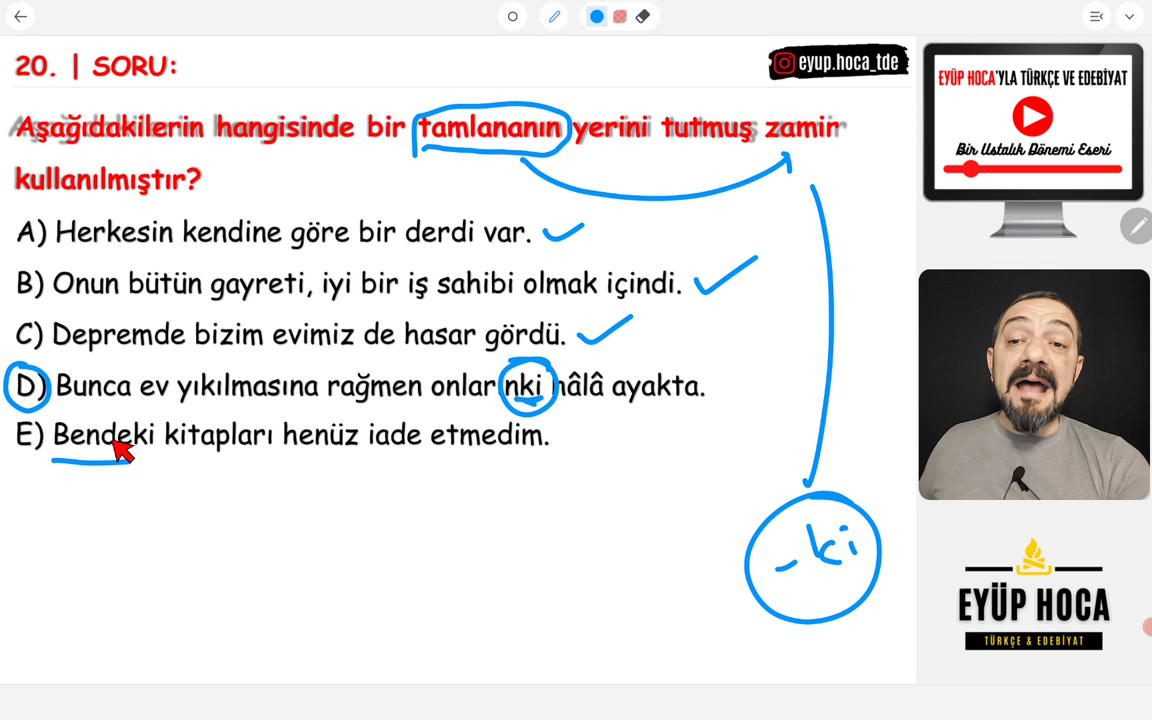 20. | SORU:
eyup.hoca_tde
Aşağıdakilerin hangisinde bir tamlananın yerini tutmuş zamir
kullanılmıştır?
A) Herkesin kendine göre bir derdi var.
B) Onun bütün gayreti, iyi bir iş sahibi olmak içindi.
C) Depremde bizim evimiz de hasar gördü.
D) Bunca ev yıkılmasına rağmen onlarınki hâlâ ayakta.
E) Bendeki kitapları henüz iade etmedim.
-ki
EYÜP HOCA'YLA TÜRKÇE VE EDEBİYAT
Bir Ustalık Dönemi Eseri
EYÜP HOCA
TÜRKÇE & EDEBİYAT